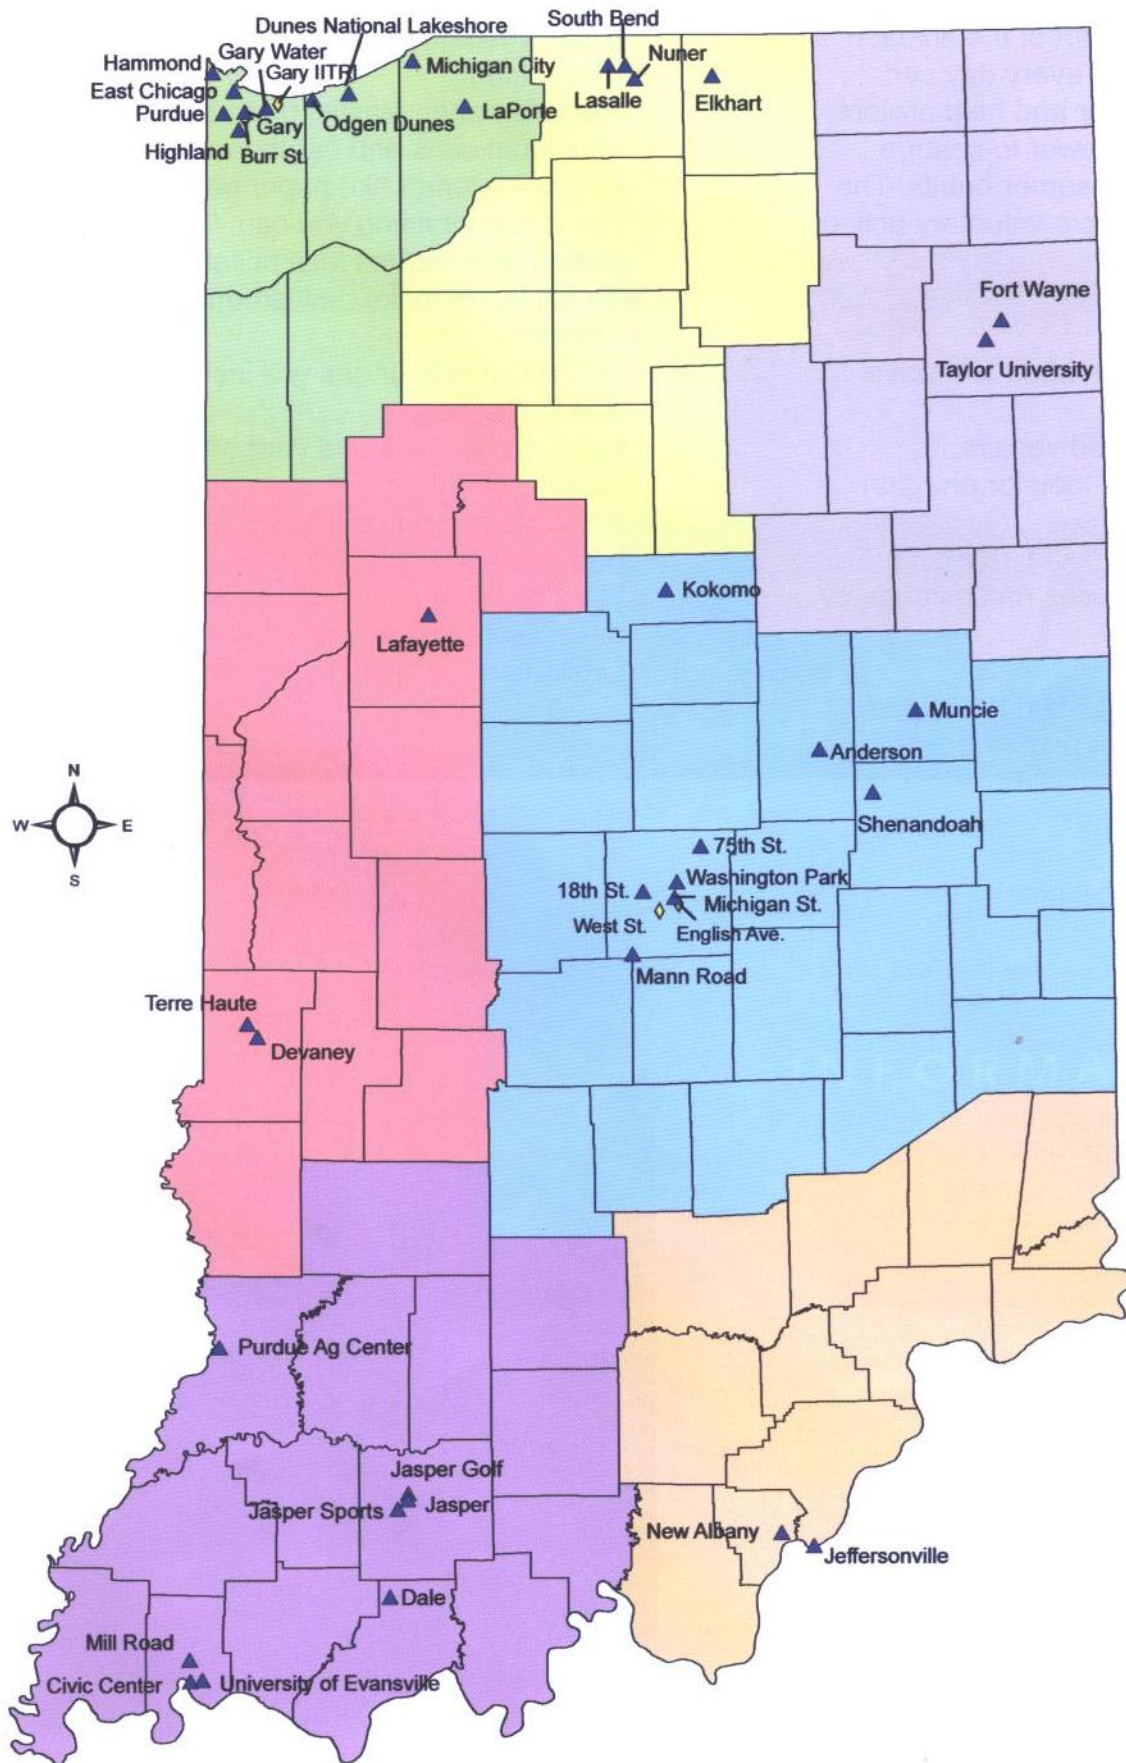 South Bend
Dunes National Lakeshore
Gary Water
Gary IITRI
Hammond
Michigan City
Nuner
East Chicago
Lasalle
Elkhart
Purdue
Gary
Odgen Dunes
LaPorte
Highland
Burr St.
Fort Wayne
Taylor University
Kokomo
Lafayette
Muncie
Anderson
N
W
E
S
Shenandoah
75th St.
Washington Park
18th St.
Michigan St.
West St.
English Ave.
Mann Road
Terre Haute
Devaney
Purdue Ag Center
Jasper Golf
Jasper Sports
Jasper
New Albany
Jeffersonville
Dale
Mill Road
Civic Center
University of Evansville